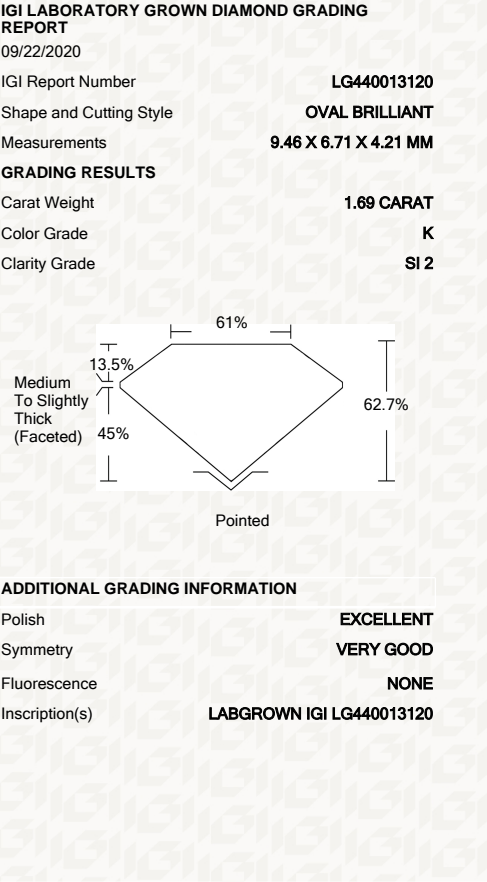 IGI LABORATORY GROWN DIAMOND GRADING
REPORT
09/22/2020
IGI Report Number LG440013120
Shape and Cutting Style OVAL BRILLIANT
Measurements 9.46 X 6.71 X 4.21 MM
GRADING RESULTS
Carat Weight 1.69 CARAT
Color Grade K
Clarity Grade SI 2
61%
13.5%
Medium
To Slightly
Thick
(Faceted)
62.7%
45%
Pointed
ADDITIONAL GRADING INFORMATION
Polish EXCELLENT
Symmetry VERY GOOD
Fluorescence NONE
Inscription(s) LABGROWN IGI LG440013120